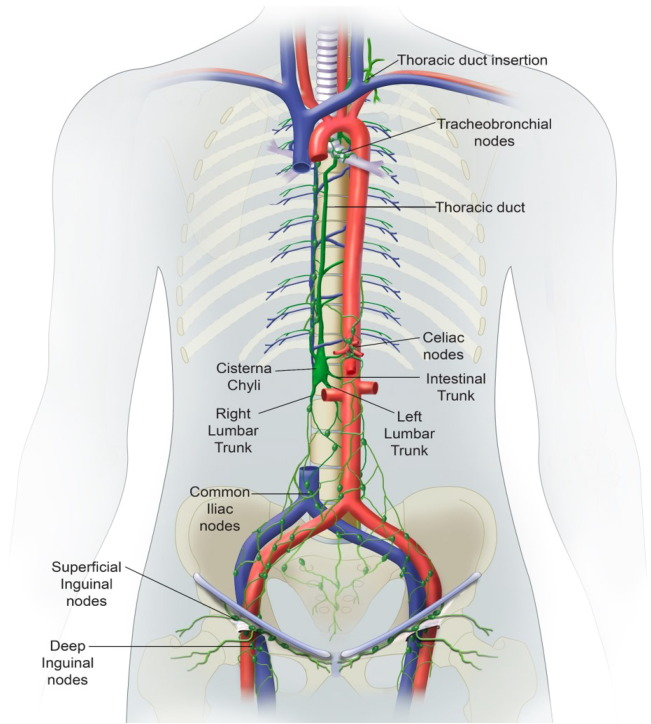 Thoracic duct insertion
Tracheobronchial
nodes
Thoracic duct
Celiac
nodes
Cisterna
Chyli
Intestinal
Trunk
Right
Lumbar
Trunk
Left
Lumbar
Trunk
Common
Iliac
nodes
Superficial
Inguinal
nodes
Deep
Inguinal
nodes